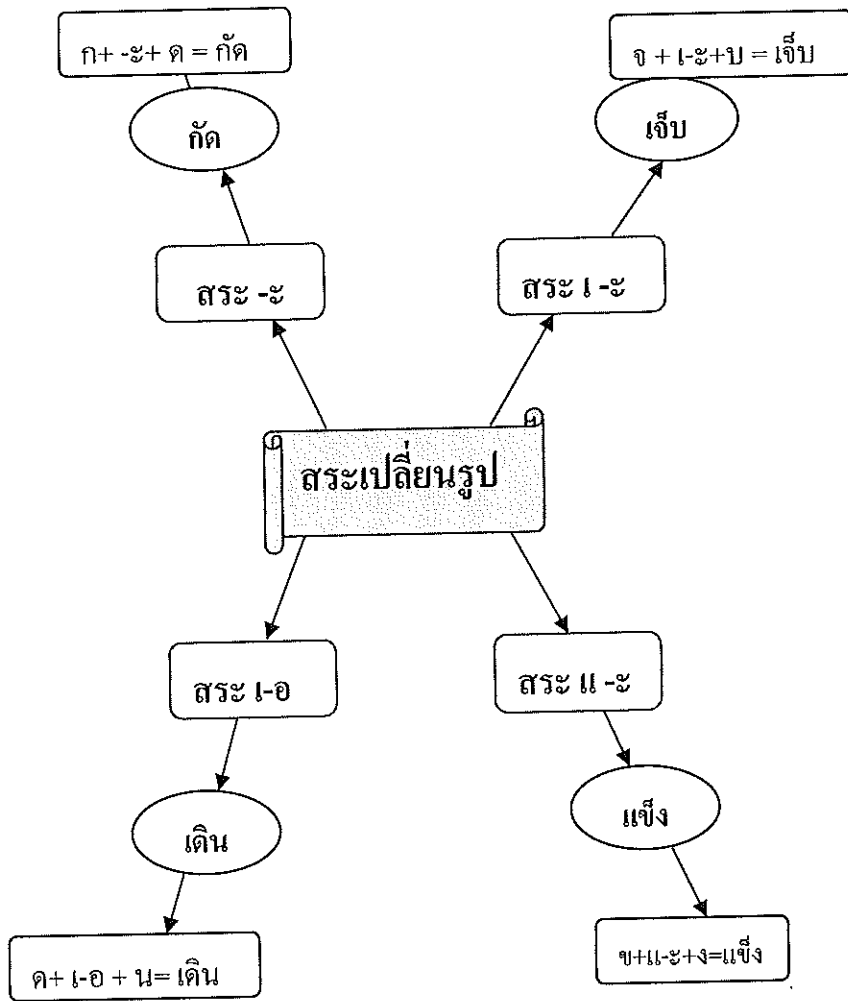 ก+ -ะ+ ด = กัด
จ + เ-ะ+บ = เจ็บ
กัด
เจ็บ
สระ -ะ
สระ เ -ะ
สระเปลี่ยนรูป
สระ เ-อ
สระ แ -ะ
เดิน
แข็ง
ด+ เ-อ + น= เดิน
ข+แ-ะ+ง=แข็ง